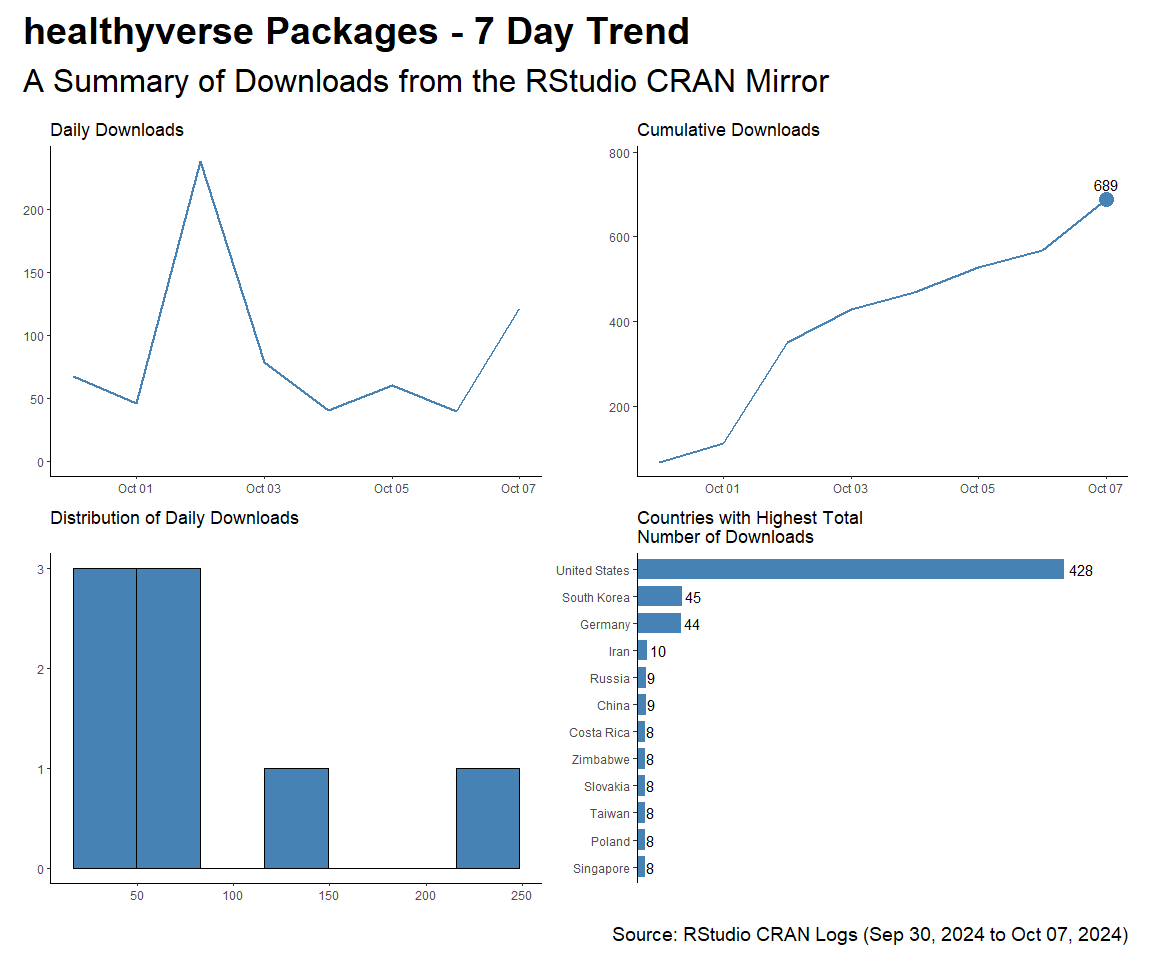 healthyverse Packages - 7 Day Trend
A Summary of Downloads from the RStudio CRAN Mirror
Daily Downloads
200
150
100
50
0
Oct 01
Oct 03
Oct 05
Oct 07
Cumulative Downloads
800
600
400
200
689
Oct 01
Oct 03
Oct 05
Oct 07
Distribution of Daily Downloads
3
2
1
0
50
100
150
200
250
Countries with Highest Total
Number of Downloads
United States 428
South Korea 45
Germany 44
Iran 10
Russia 9
China 9
Costa Rica 8
Zimbabwe 8
Slovakia 8
Taiwan 8
Poland 8
Singapore 8
Source: RStudio CRAN Logs (Sep 30, 2024 to Oct 07, 2024)